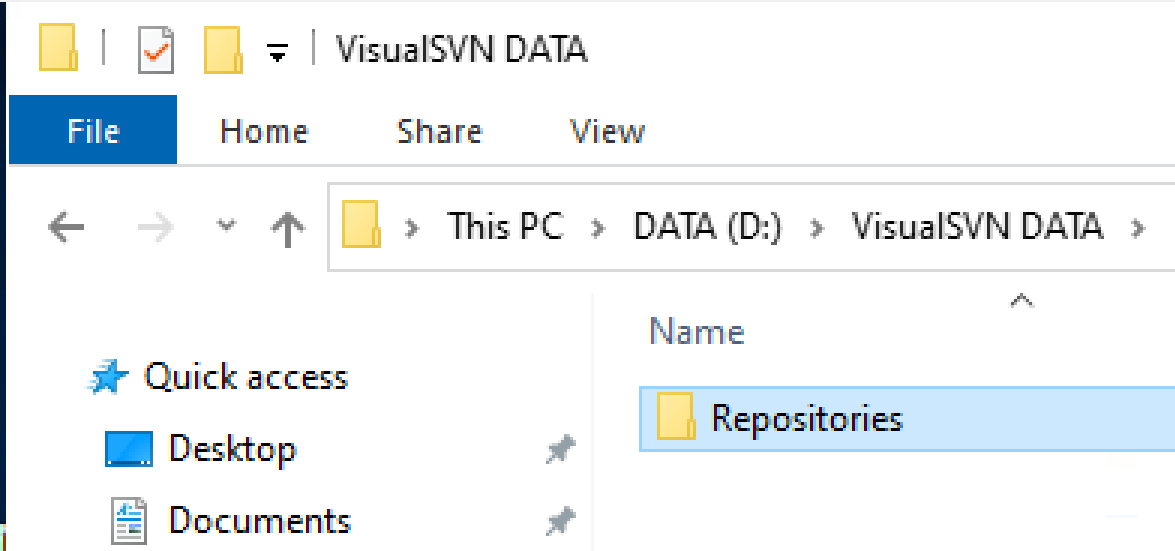 VisualSVN DATA
File Home Share View
This PC > DATA (D:) > VisualSVN DATA >
Name
Quick access
Repositories
Desktop
Documents